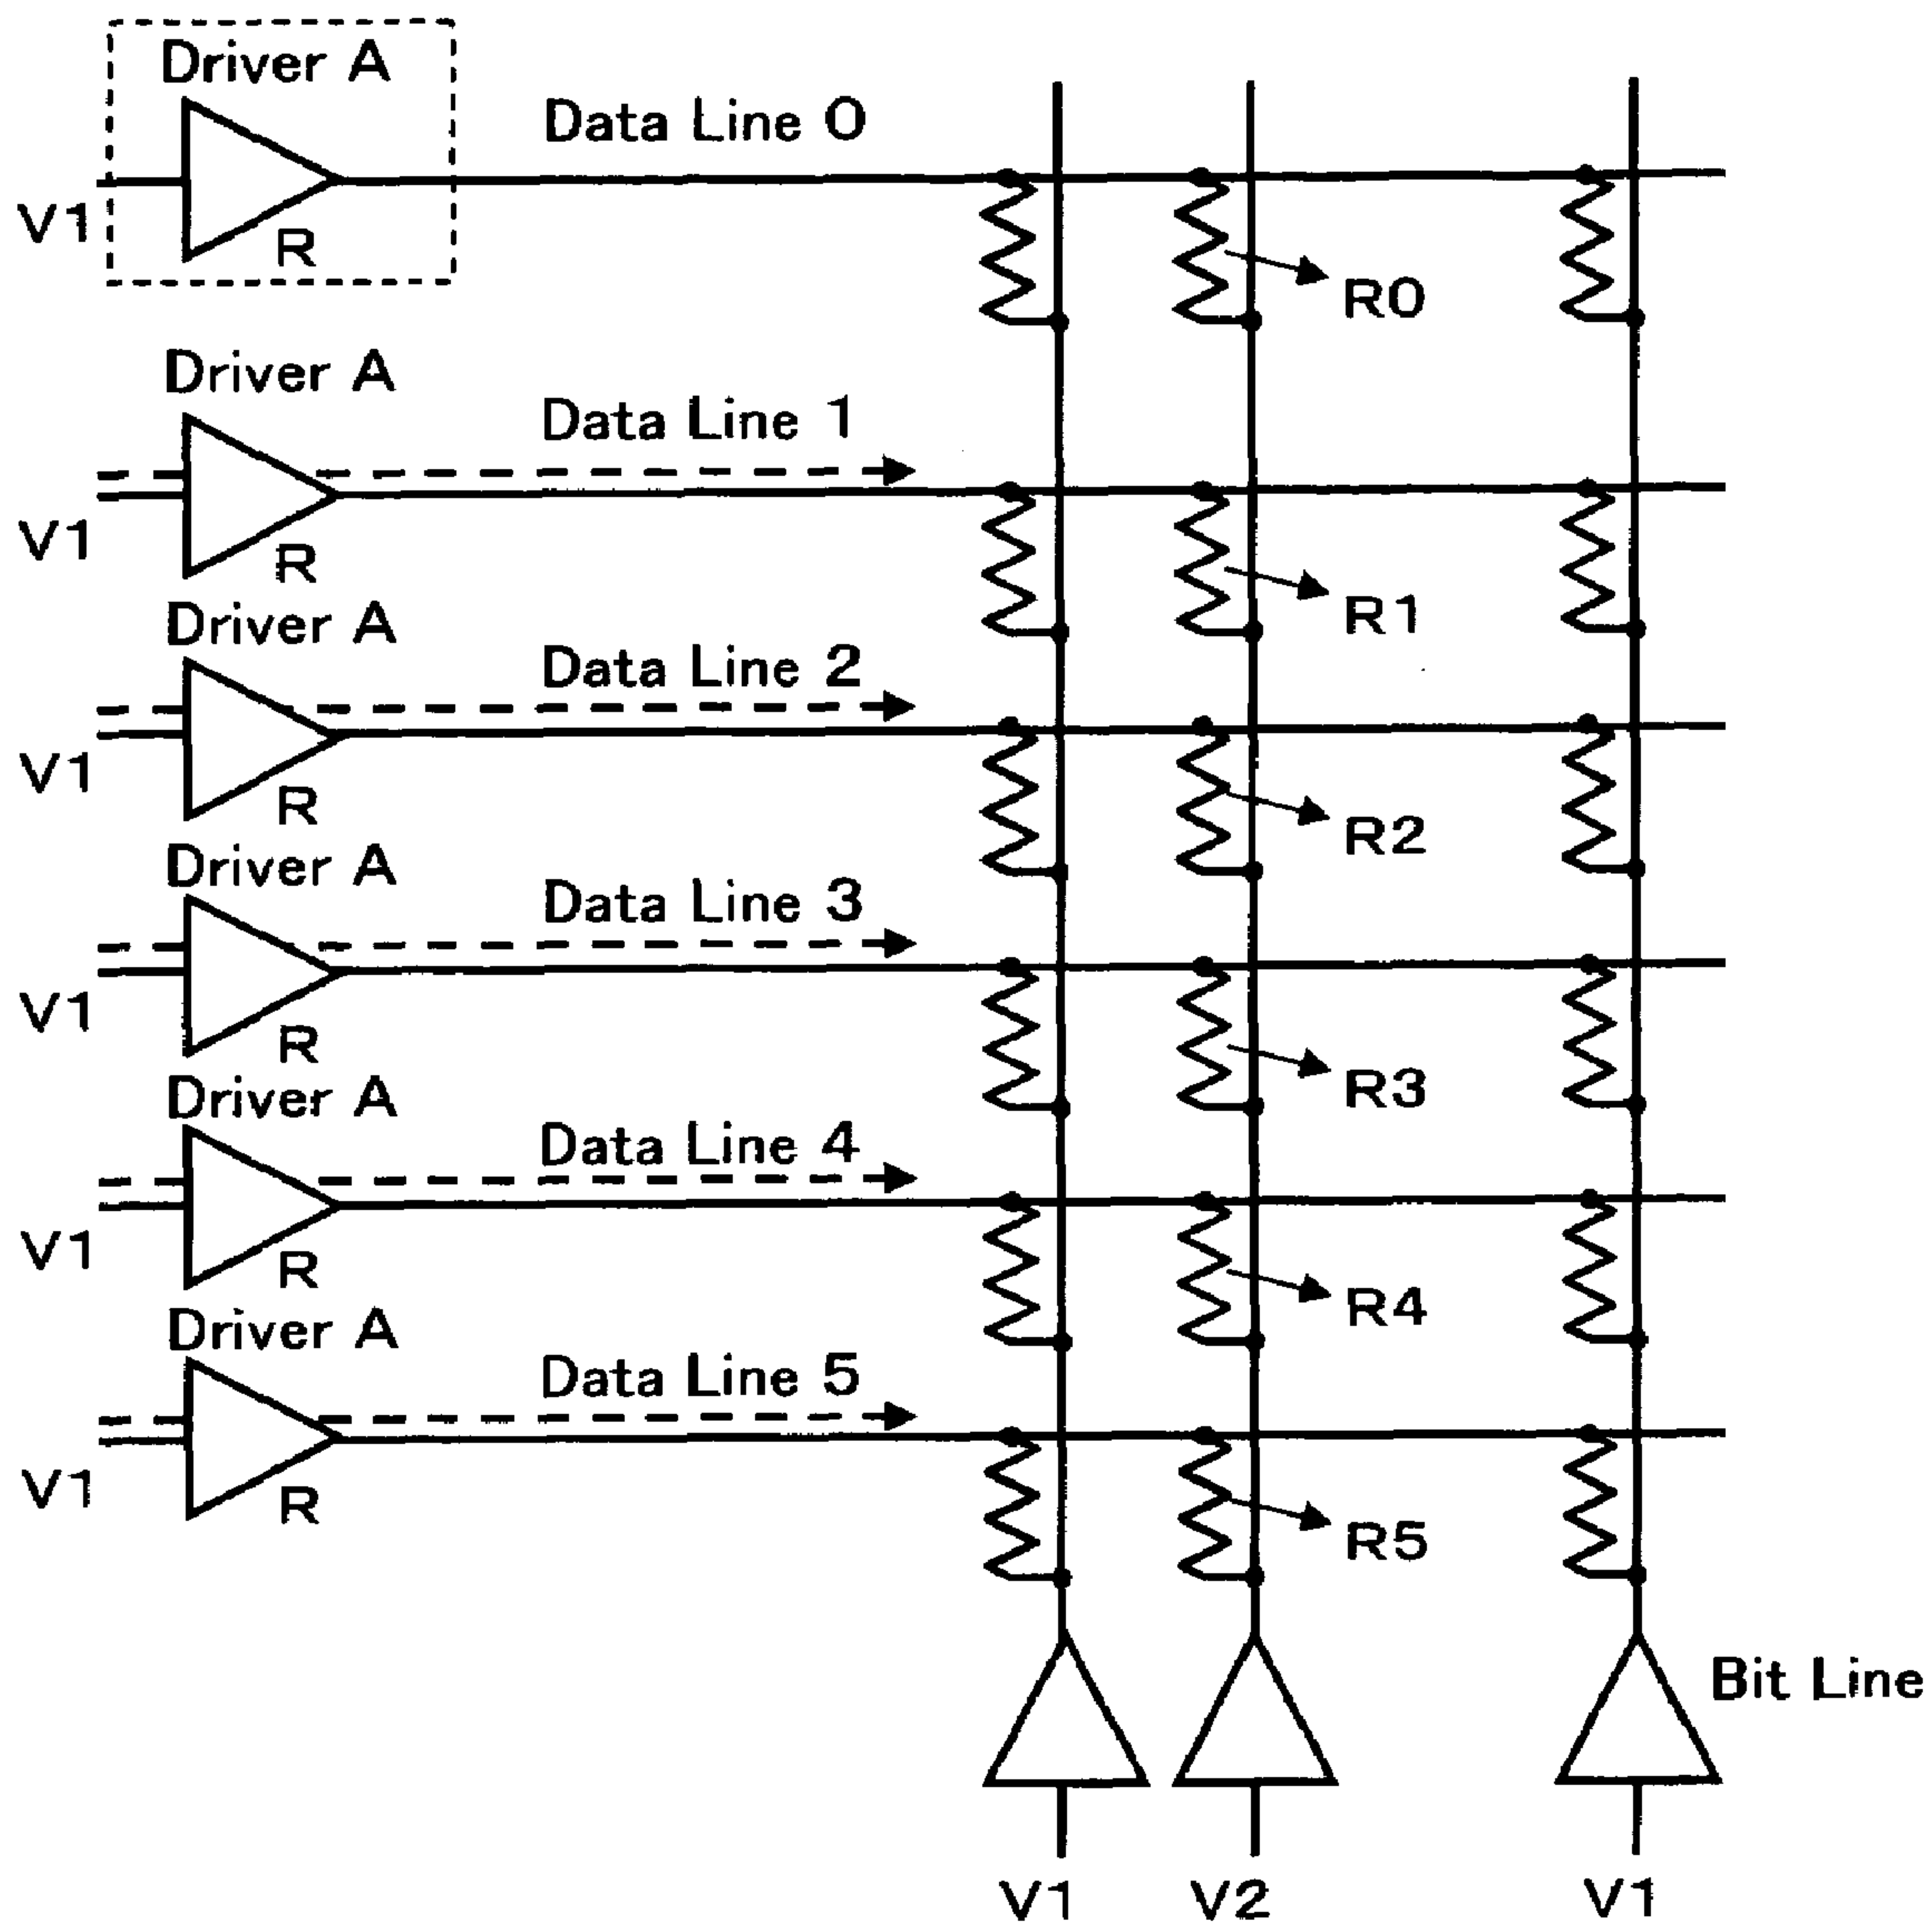 Driver A
Data Line 0
V1
R
R0
Driver A
Data Line 1
V1
R
R1
Driver A
Data Line 2
V1
R
R2
Driver A
Data Line 3
V1
R
R3
Driver A
Data Line 4
V1
R
R4
Driver A
Data Line 5
V1
R
R5
Bit Line
V1 V2 V1